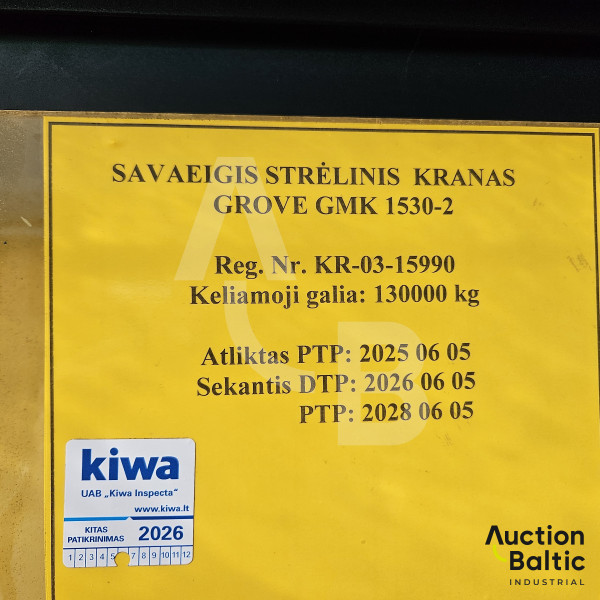 SAVAEIGIS STRĖLINIS KRANAS
GROVE GMK 1530-2
Reg. Nr. KR-03-15990
Keliamoji galia: 130000 kg
Atliktas PTP: 2025 06 05
Sekantis DTP: 2026 06 05
PTP: 2028 06 05
kiwa
UAB „Kiwa Inspecta“
www.kiwa.lt
KITAS
PATIKRINIMAS 2026
1 2 3 4 5 7 8 9 10 11 12
Auction
Baltic
INDUSTRIAL
ACB